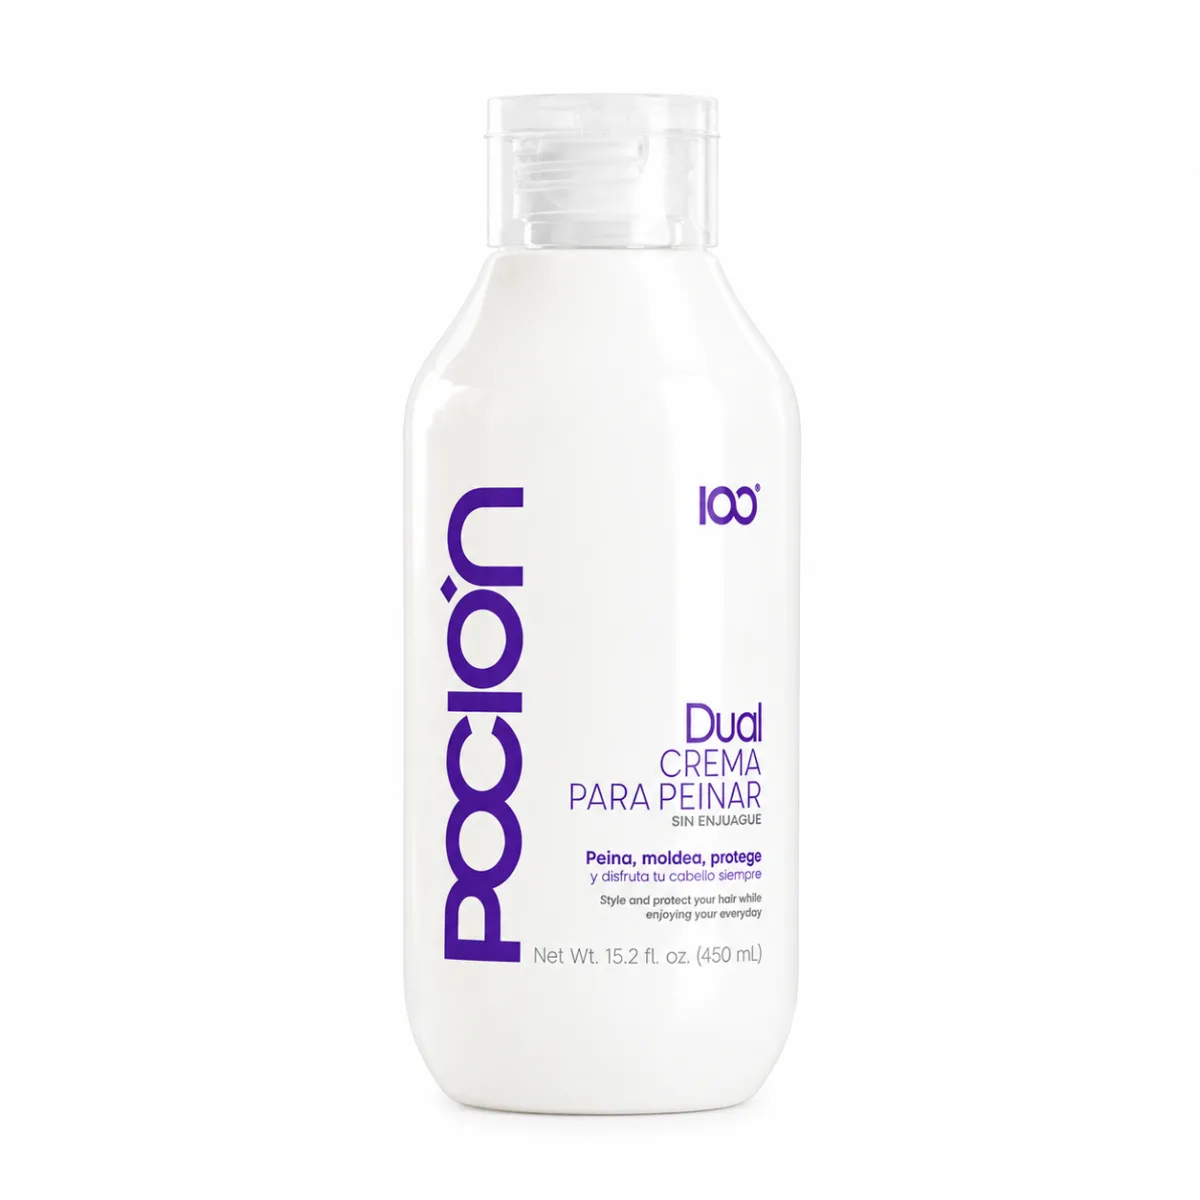 100®
Poción
Dual
CREMA
PARA PEINAR
SIN ENJUAGUE
Peina, moldea, protege
y disfruta tu cabello siempre
Style and protect your hair while
enjoying your everyday
Net Wt. 15.2 fl. oz. (450 mL)